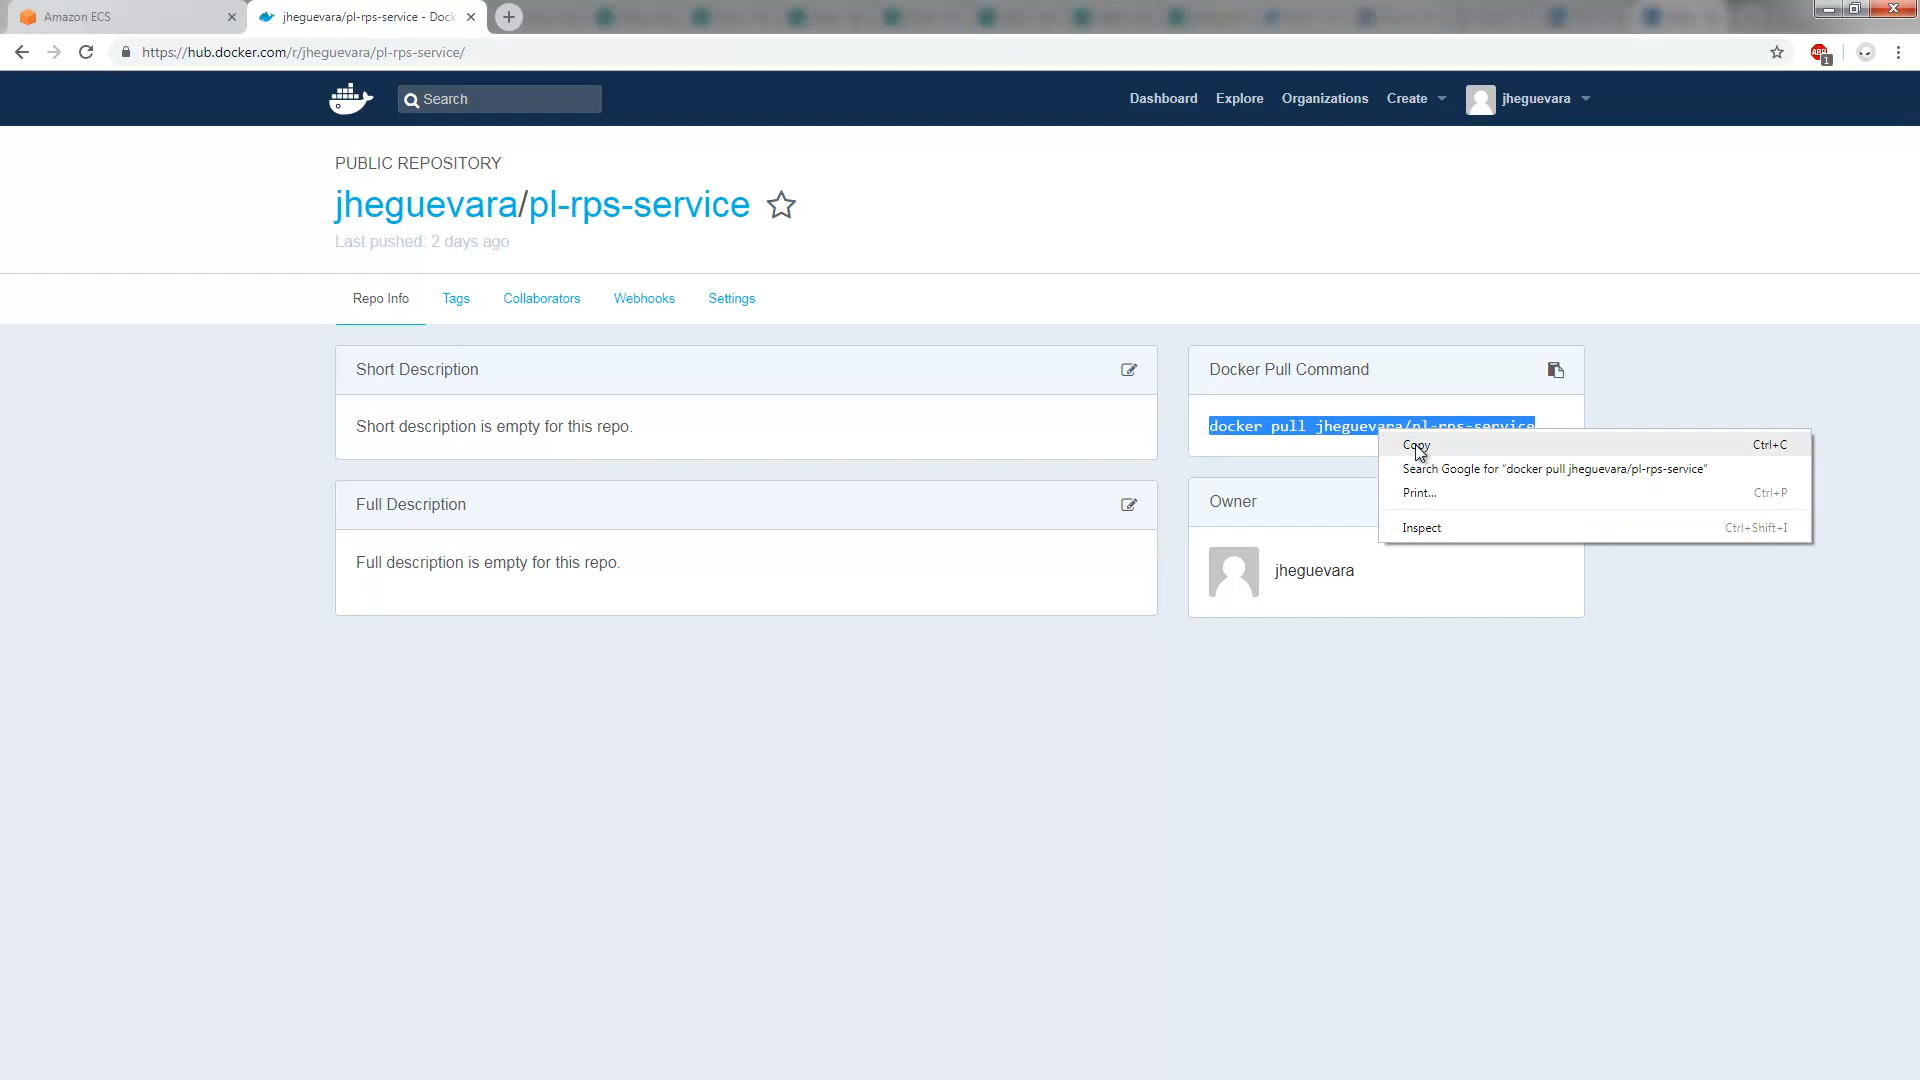 Amazon ECS
jheguevara/pl-rps-service - Dock
https://hub.docker.com/r/jheguevara/pl-rps-service/
ABP
1
Search
Dashboard
Explore
Organizations
Create
jheguevara
PUBLIC REPOSITORY
jheguevara/pl-rps-service
Last pushed: 2 days ago
Repo Info
Tags
Collaborators
Webhooks
Settings
Short Description
Short description is empty for this repo.
Full Description
Full description is empty for this repo.
Docker Pull Command
docker pull jheguevara/pl-rps-service
Copy Ctrl+C
Search Google for “docker pull jheguevara/pl-rps-service”
Print... Ctrl+P
Inspect Ctrl+Shift+I
Owner
jheguevara